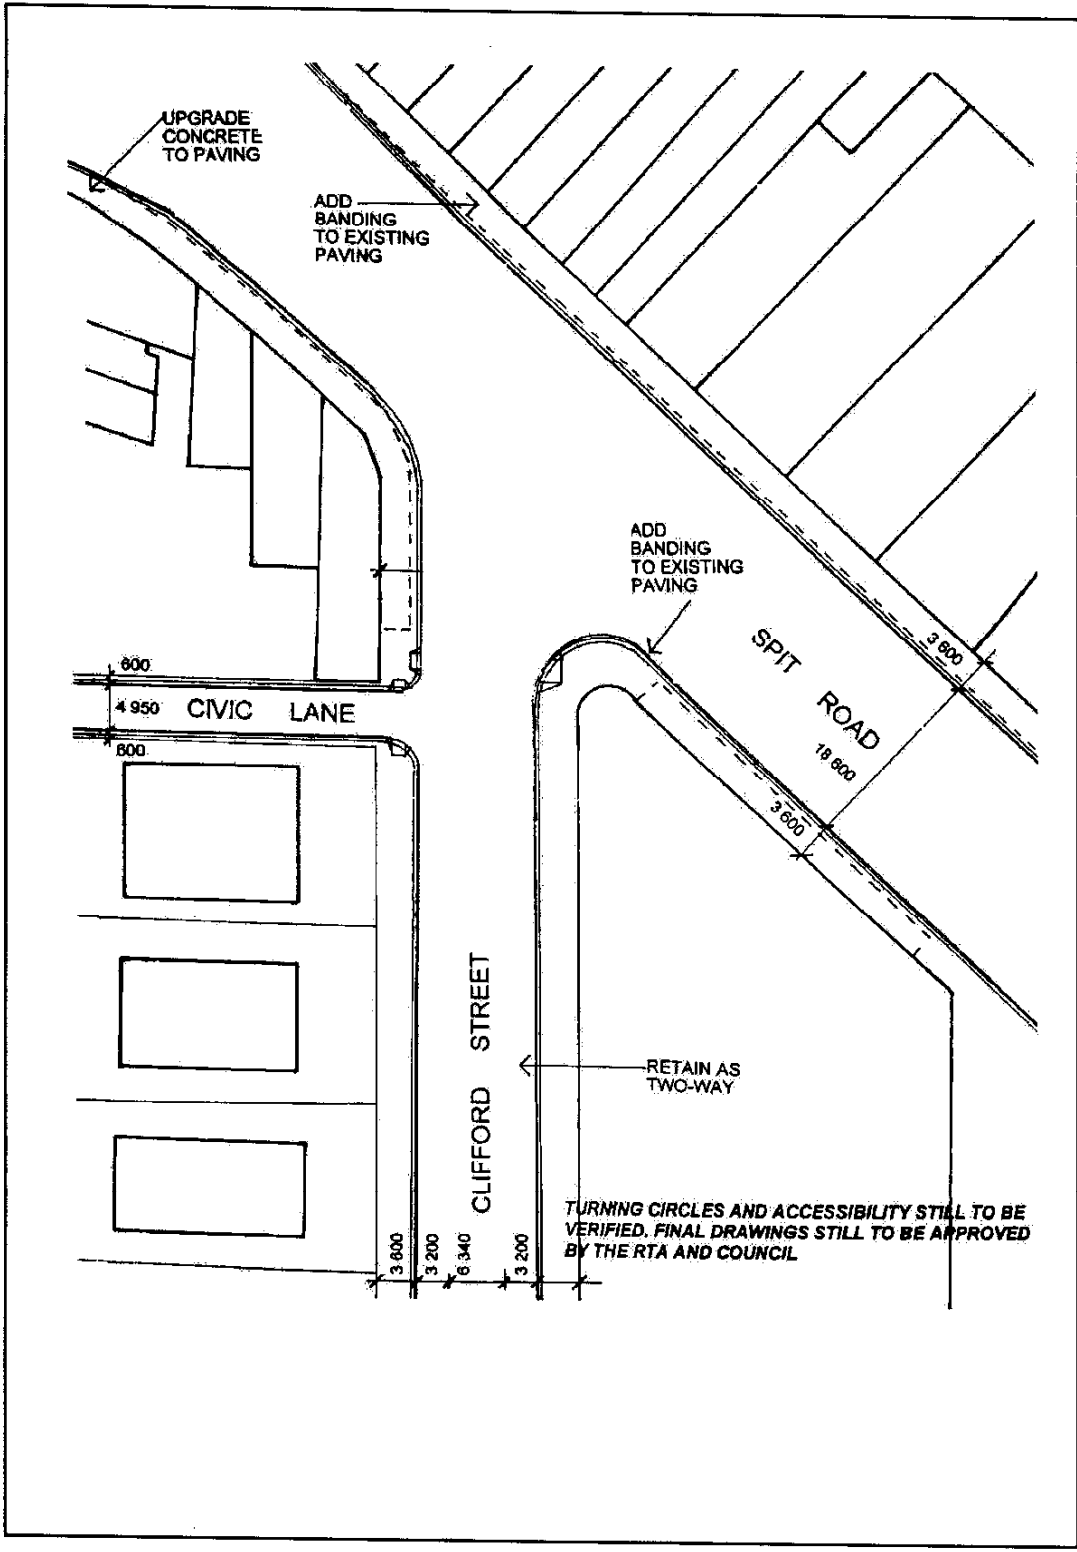 UPGRADE
CONCRETE
TO PAVING
ADD
BANDING
TO EXISTING
PAVING
ADD
BANDING
TO EXISTING
PAVING
SPIT ROAD
3 600
18 600
3 600
600
4 950
CIVIC LANE
600
CLIFFORD STREET
RETAIN AS
TWO-WAY
TURNING CIRCLES AND ACCESSIBILITY STILL TO BE
VERIFIED. FINAL DRAWINGS STILL TO BE APPROVED
BY THE RTA AND COUNCIL
3 600
3 200
6 340
3 200